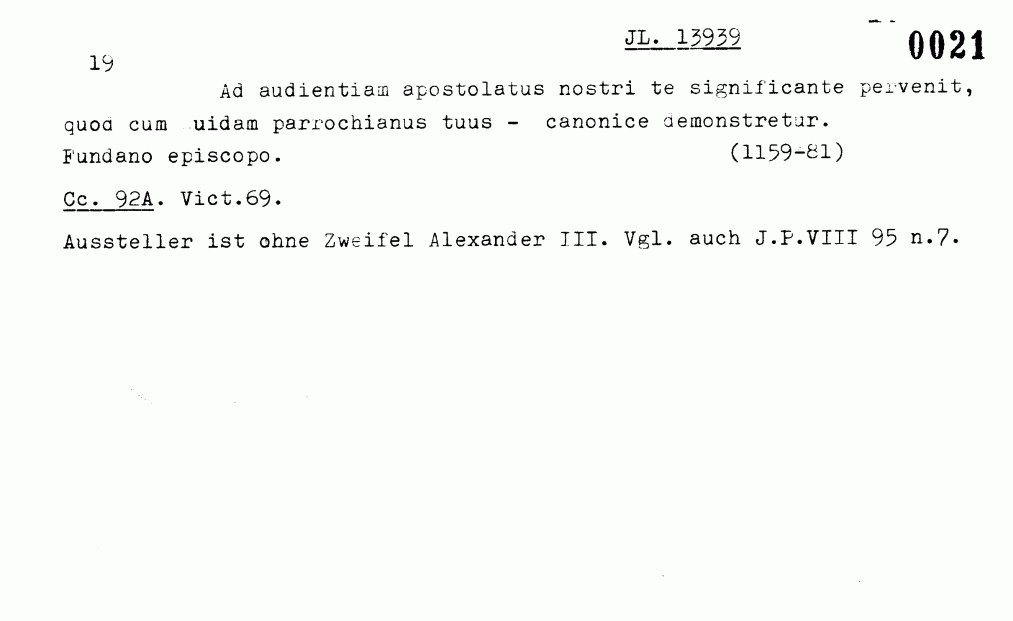 JL. 13939 0021
19
Ad audientiam apostolatus nostri te significante pervenit,
quod cum uidam parrochianus tuus - canonice demonstretur.
Fundano episcopo. (1159-81)
Cc. 92A. Vict.69.
Aussteller ist ohne Zweifel Alexander III. Vgl. auch J.P.VIII 95 n.7.